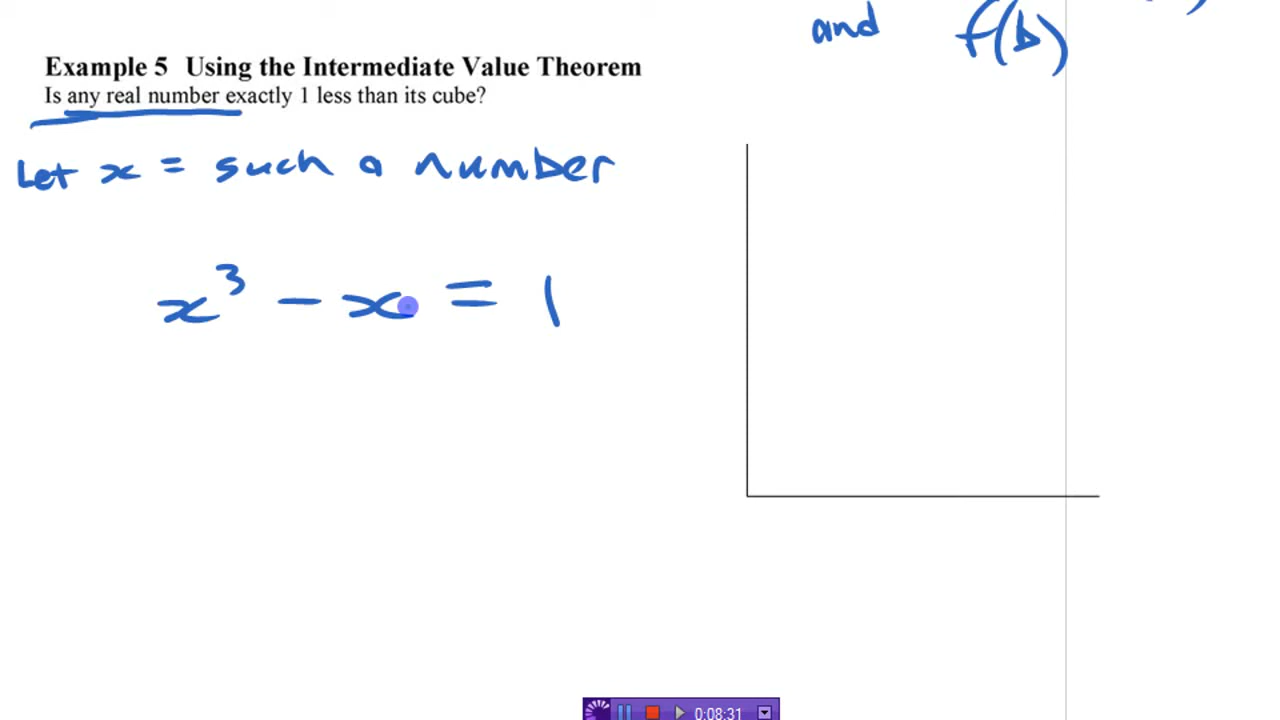 and f(b)
Example 5 Using the Intermediate Value Theorem
Is any real number exactly 1 less than its cube?
Let x = such a number
x³ - x = 1
0:08:31